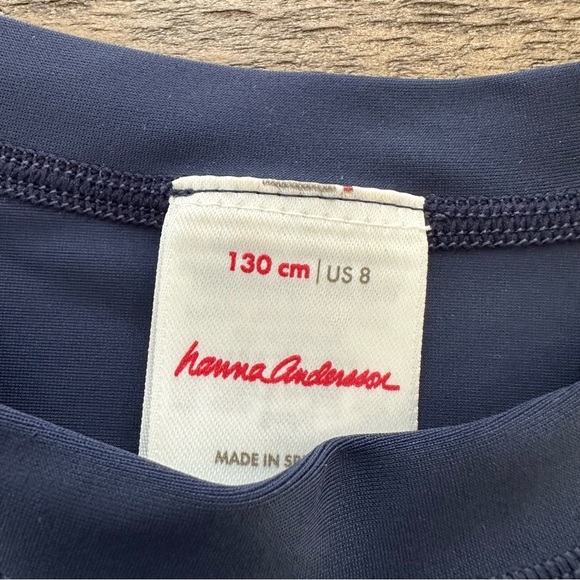 130 cm | US 8
hanna andersson
MADE IN